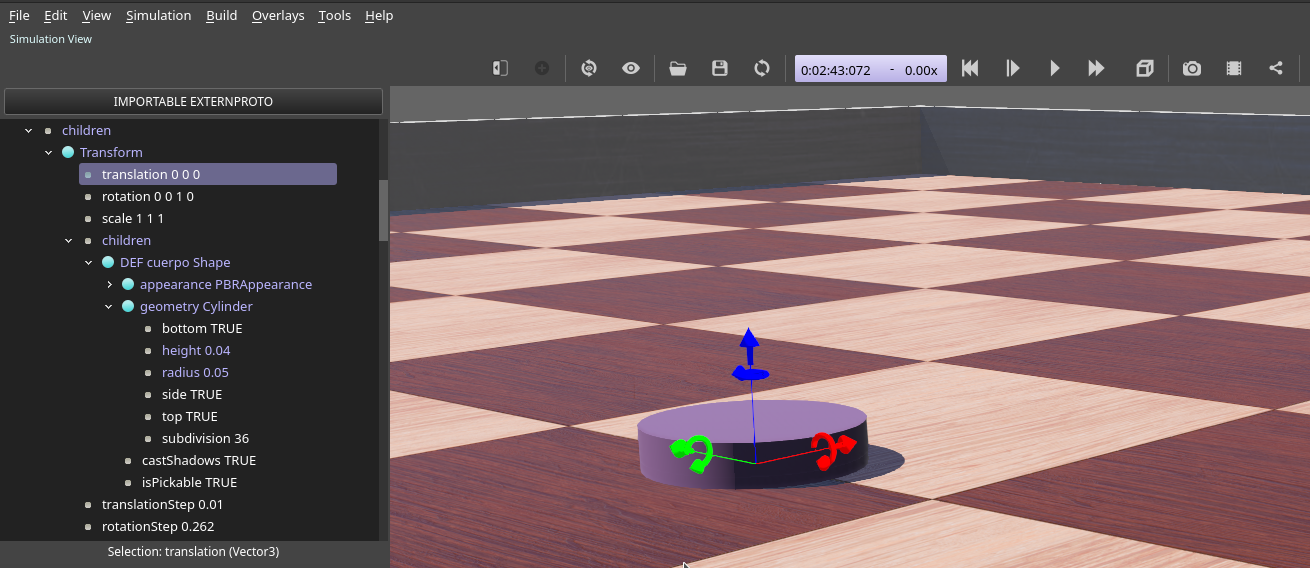 File Edit View Simulation Build Overlays Tools Help
Simulation View
0:02:43:072 - 0.00x
IMPORTABLE EXTERNPROTO
children
Transform
translation 0 0 0
rotation 0 0 1 0
scale 1 1 1
children
DEF cuerpo Shape
appearance PBRAppearance
geometry Cylinder
bottom TRUE
height 0.04
radius 0.05
side TRUE
top TRUE
subdivision 36
castShadows TRUE
isPickable TRUE
translationStep 0.01
rotationStep 0.262
Selection: translation (Vector3)